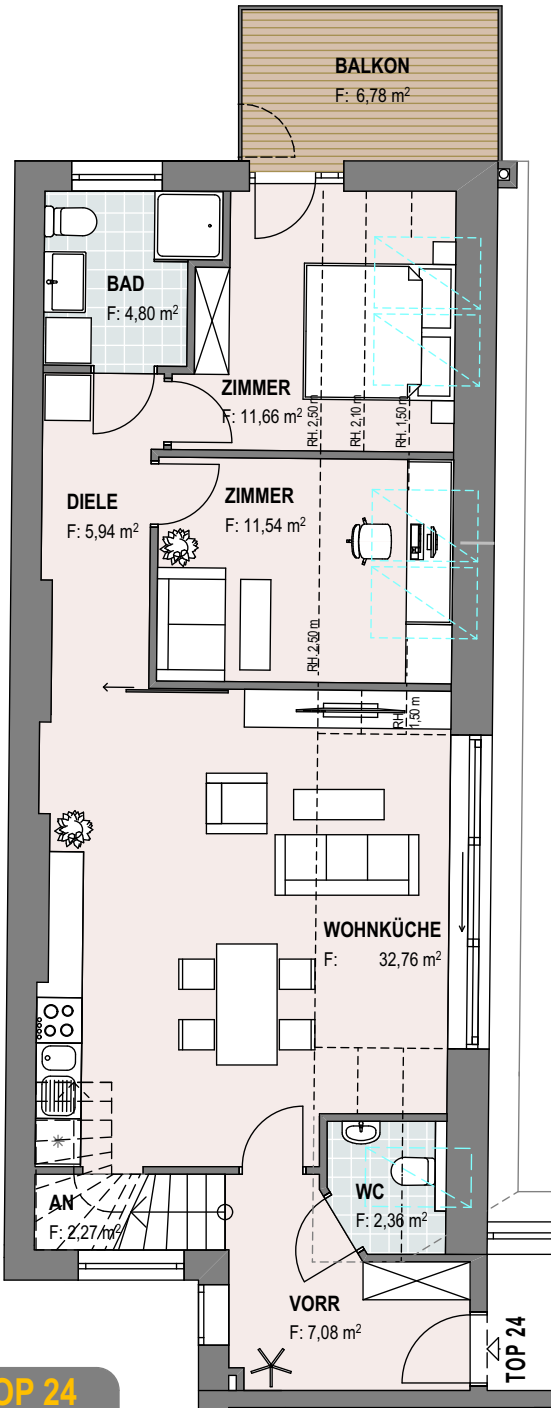 BALKON
F: 6,78 m²
BAD
F: 4,80 m²
ZIMMER
F: 11,66 m²
RH. 2,50 m
RH. 2,10 m
RH. 1,50 m
DIELE
F: 5,94 m²
ZIMMER
F: 11,54 m²
RH. 2,50 m
RH. 1,50 m
WOHNKÜCHE
F: 32,76 m²
AN
F: 2,27 m²
WC
F: 2,36 m²
VORR
F: 7,08 m²
TOP 24
OP 24